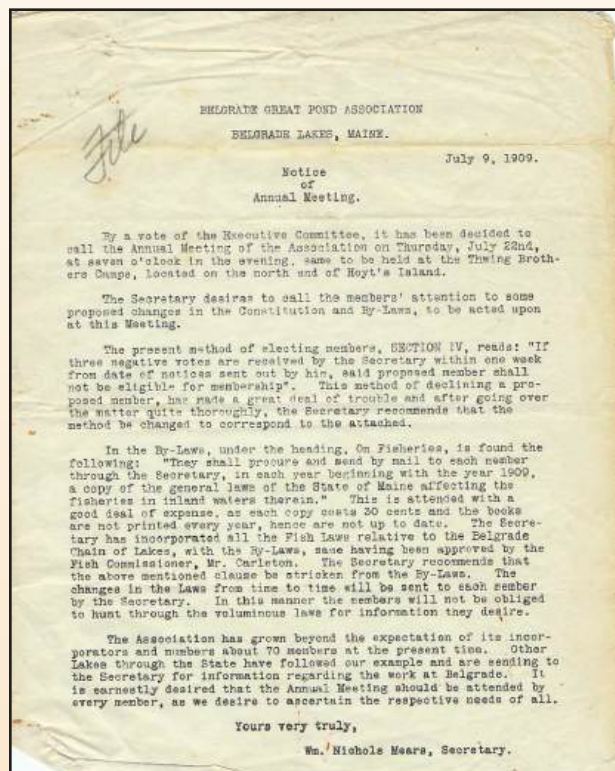 BELGRADE GREAT POND ASSOCIATION
BELGRADE LAKES, MAINE.
File
July 9, 1909.
Notice
of
Annual Meeting.
By a vote of the Executive Committee, it has been decided to
call the Annual Meeting of the Association on Thursday, July 22nd,
at seven o'clock in the evening, same to be held at the Thwing Broth-
ers Camps, located on the north end of Hoyt's Island.
The Secretary desires to call the members' attention to some
proposed changes in the Constitution and By-Laws, to be acted upon
at this Meeting.
The present method of electing members, SECTION IV, reads: "If
three negative votes are received by the Secretary within one week
from date of notices sent out by him, said proposed member shall
not be eligible for membership". This method of declining a pro-
posed member, has made a great deal of trouble and after going over
the matter quite thoroughly, the Secretary recommends that the
method be changed to correspond to the attached.
In the By-Laws, under the heading, On Fisheries, is found the
following: "They shall procure and send by mail to each member
through the Secretary, in each year beginning with the year 1909,
a copy of the general laws of the State of Maine affecting the
fisheries in inland waters therein." This is attended with a
good deal of expense, as each copy costs 30 cents and the books
are not printed every year, hence are not up to date. The Secre-
tary has incorporated all the Fish Laws relative to the Belgrade
Chain of Lakes, with the By-Laws, same having been approved by the
Fish Commissioner, Mr. Carleton. The Secretary recommends that
the above mentioned clause be stricken from the By-Laws. The
changes in the Laws from time to time will be sent to each member
by the Secretary. In this manner the members will not be obliged
to hunt through the voluminous laws for information they desire.
The Association has grown beyond the expectation of its incor-
porators and numbers about 70 members at the present time. Other
Lakes through the State have followed our example and are sending to
the Secretary for information regarding the work at Belgrade. It
is earnestly desired that the Annual Meeting should be attended by
every member, as we desire to ascertain the respective needs of all.
Yours very truly,
Wm. Nichols Mears, Secretary.